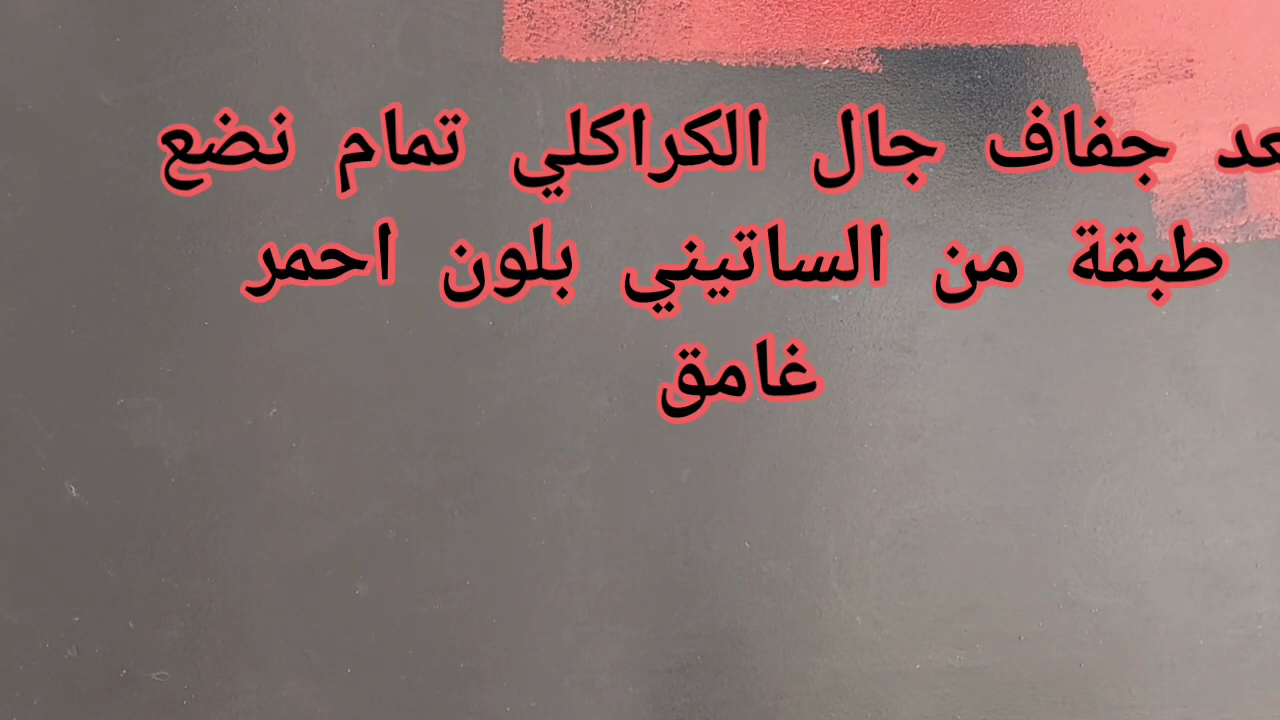 عد جفاف جال الكراكلي تمام نضع
طبقة من الساتيني بلون احمر
غامق